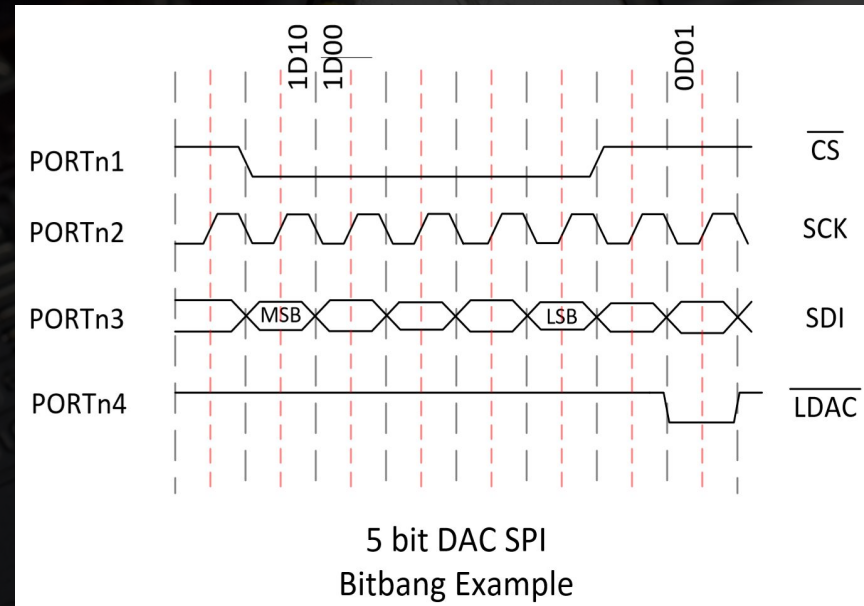 1D10
1D00
0D01
PORTn1
CS
PORTn2
SCK
PORTn3
MSB
LSB
SDI
PORTn4
LDAC
5 bit DAC SPI
Bitbang Example